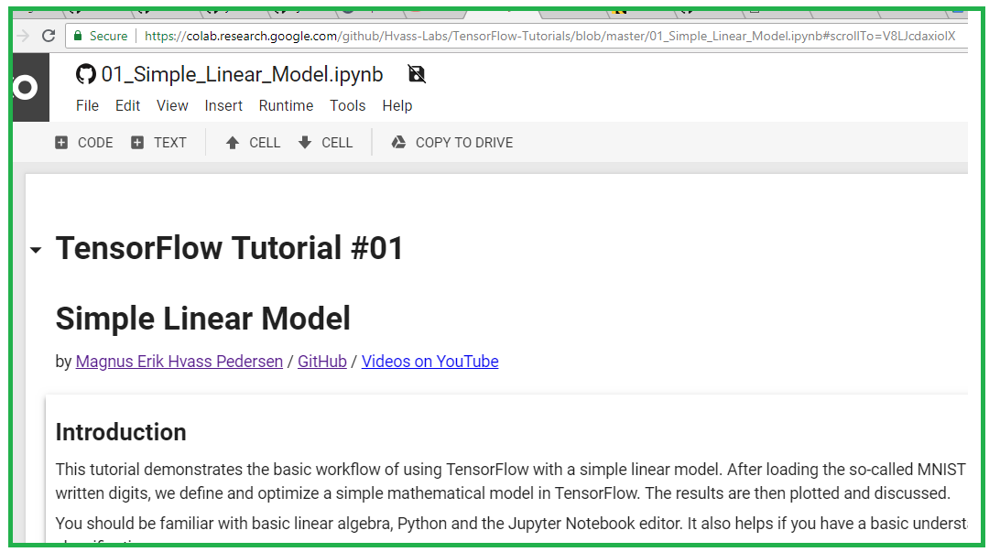 Secure https://colab.research.google.com/github/Hvass-Labs/TensorFlow-Tutorials/blob/master/01_Simple_Linear_Model.ipynb#scrollTo=V8LJcdaxioIX
01_Simple_Linear_Model.ipynb
File Edit View Insert Runtime Tools Help
CODE TEXT CELL CELL COPY TO DRIVE
TensorFlow Tutorial #01
Simple Linear Model
by Magnus Erik Hvass Pedersen / GitHub / Videos on YouTube
Introduction
This tutorial demonstrates the basic workflow of using TensorFlow with a simple linear model. After loading the so-called MNIST
written digits, we define and optimize a simple mathematical model in TensorFlow. The results are then plotted and discussed.
You should be familiar with basic linear algebra, Python and the Jupyter Notebook editor. It also helps if you have a basic underst